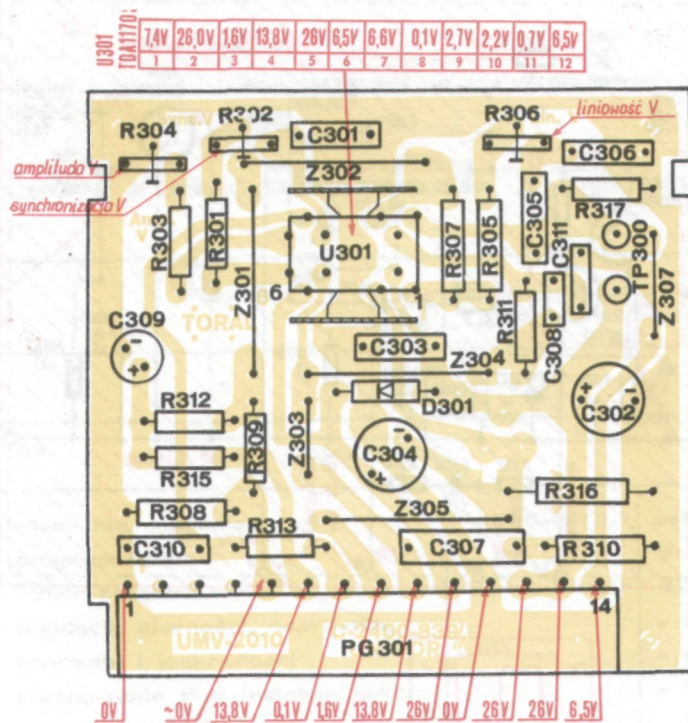 U301
TDA1170:
7,4V 26,0V 1,6V 13,8V 26V 6,5V 6,6V 0,1V 2,7V 2,2V 0,7V 6,5V
1 2 3 4 5 6 7 8 9 10 11 12
R304
R302
C301
R306
liniowość V
C306
amplituda V
Z302
synchronizacja V
R303
R301
Z301
U301
6
1
R307
R305
C305
R317
C311
TP300
Z307
R311
C308
TORAL
C309
C303
Z304
D301
C302
R312
R309
Z303
C304
R315
R316
R308
Z305
R313
C310
C307
R310
1
14
UMV-2010
PG301
0V ~0V 13,8V 0,1V 1,6V 13,8V 26V 0V 26V 26V 6,5V